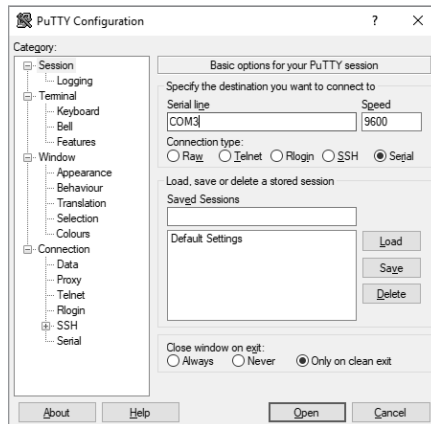 PuTTY Configuration
? ×
Category:
Session
Logging
Terminal
Keyboard
Bell
Features
Window
Appearance
Behaviour
Translation
Selection
Colours
Connection
Data
Proxy
Telnet
Rlogin
SSH
Serial
Basic options for your PuTTY session
Specify the destination you want to connect to
Serial line Speed
COM3 9600
Connection type:
Raw Telnet Rlogin SSH Serial
Load, save or delete a stored session
Saved Sessions
Default Settings
Load
Save
Delete
Close window on exit:
Always Never Only on clean exit
About Help Open Cancel